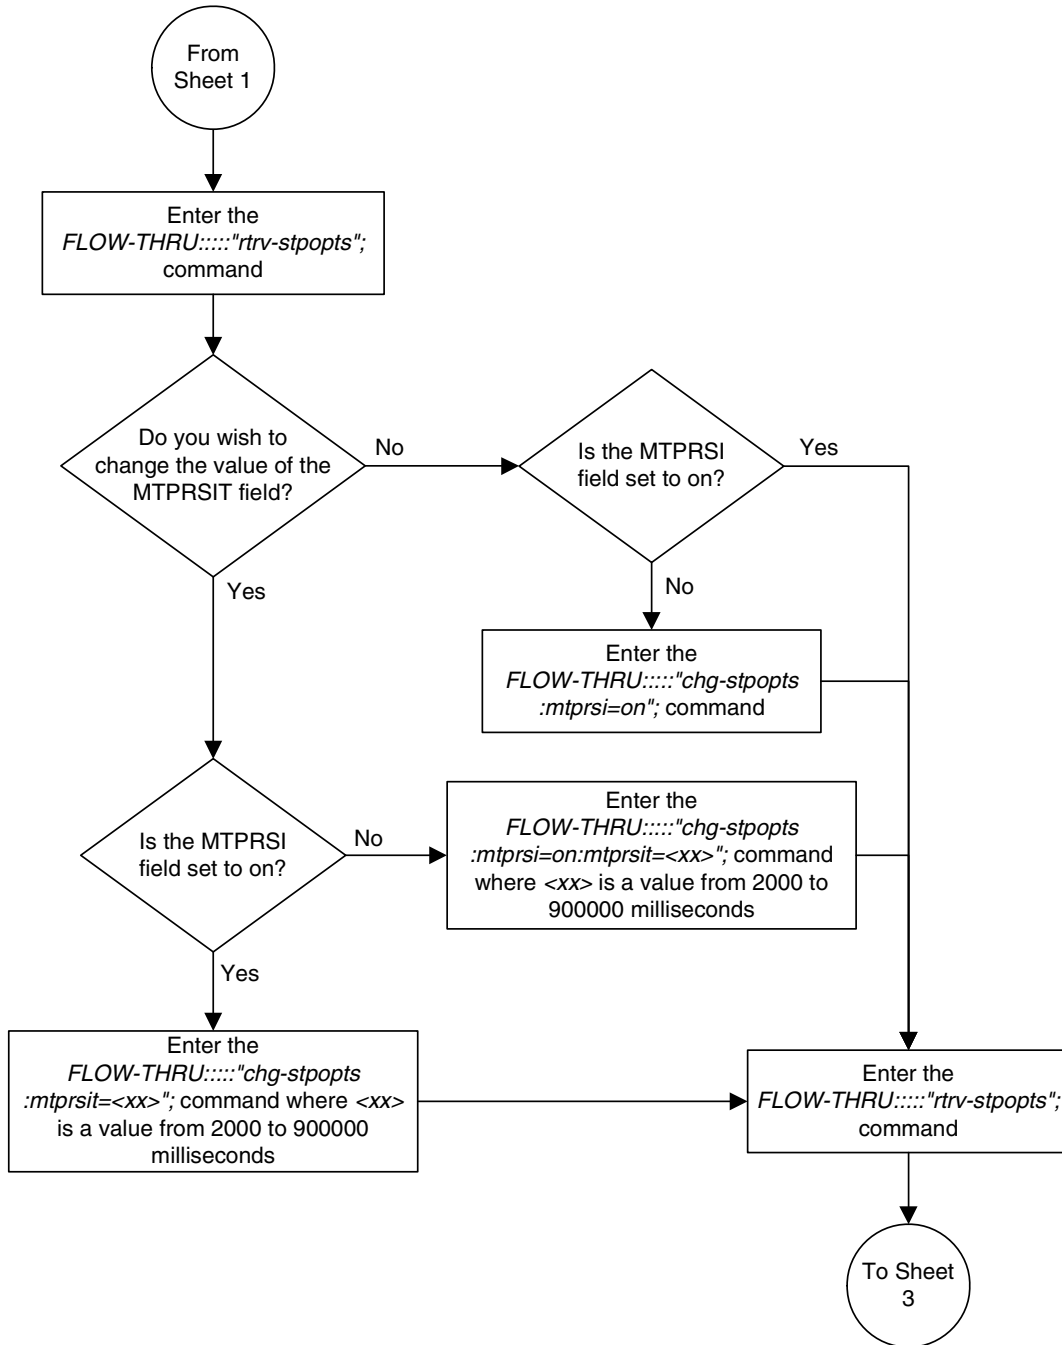 From
Sheet 1
Enter the
FLOW-THRU:::::"rtrv-stpopts";
command
Do you wish to
change the value of the
MTPRSIT field?
No
Is the MTPRSI
field set to on?
Yes
Yes
No
Enter the
FLOW-THRU:::::"chg-stpopts
:mtprsi=on"; command
Is the MTPRSI
field set to on?
No
Enter the
FLOW-THRU:::::"chg-stpopts
:mtprsi=on:mtprsit=<xx>"; command
where <xx> is a value from 2000 to
900000 milliseconds
Yes
Enter the
FLOW-THRU:::::"chg-stpopts
:mtprsit=<xx>"; command where <xx>
is a value from 2000 to 900000
milliseconds
Enter the
FLOW-THRU:::::"rtrv-stpopts";
command
To Sheet
3